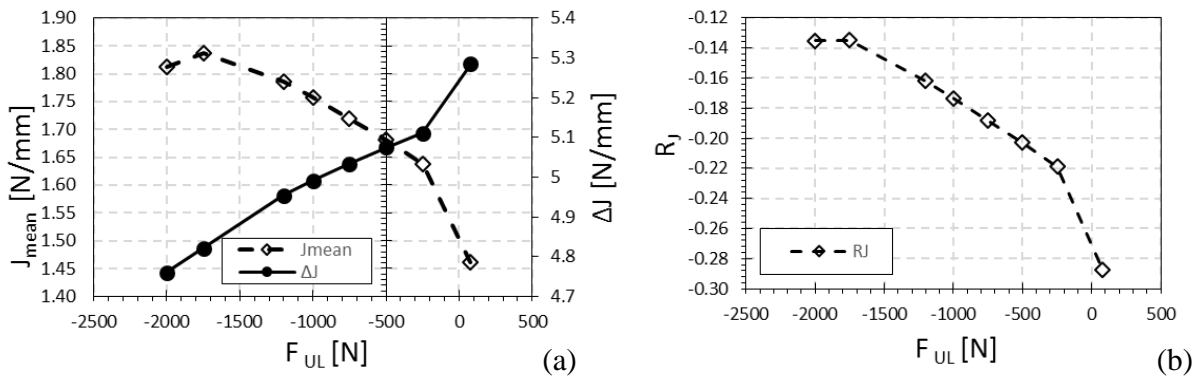 1.90
1.85
1.80
1.75
1.70
1.65
1.60
1.55
1.50
1.45
1.40
J mean [N/mm]
5.4
5.3
5.2
5.1
5
4.9
4.8
4.7
ΔJ [N/mm]
Jmean
ΔJ
-2500 -2000 -1500 -1000 -500 0 500
F UL [N]
(a)
-0.12
-0.14
-0.16
-0.18
-0.20
-0.22
-0.24
-0.26
-0.28
-0.30
RJ
RJ
-2500 -2000 -1500 -1000 -500 0 500
F UL [N]
(b)